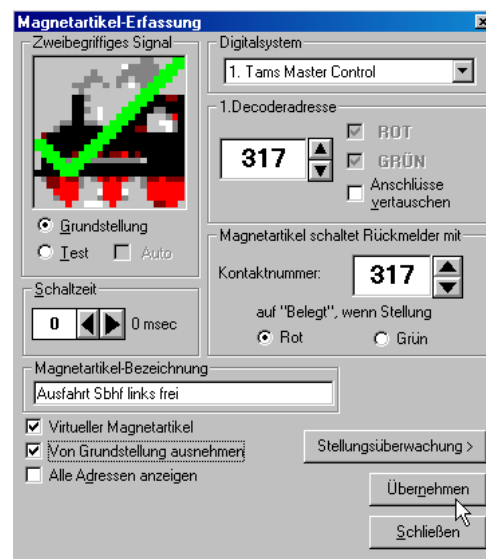 Magnetartikel-Erfassung
Zweibegriffiges Signal
Grundstellung
Test
Auto
Schaltzeit
0
0 msec
Digitalsystem
1. Tams Master Control
1.Decoderadresse
317
ROT
GRÜN
Anschlüsse
vertauschen
Magnetartikel schaltet Rückmelder mit
Kontaktnummer:
317
auf "Belegt", wenn Stellung
Rot
Grün
Magnetartikel-Bezeichnung
Ausfahrt Sbhf links frei
Virtueller Magnetartikel
Von Grundstellung ausnehmen
Alle Adressen anzeigen
Stellungsüberwachung >
Übernehmen
Schließen